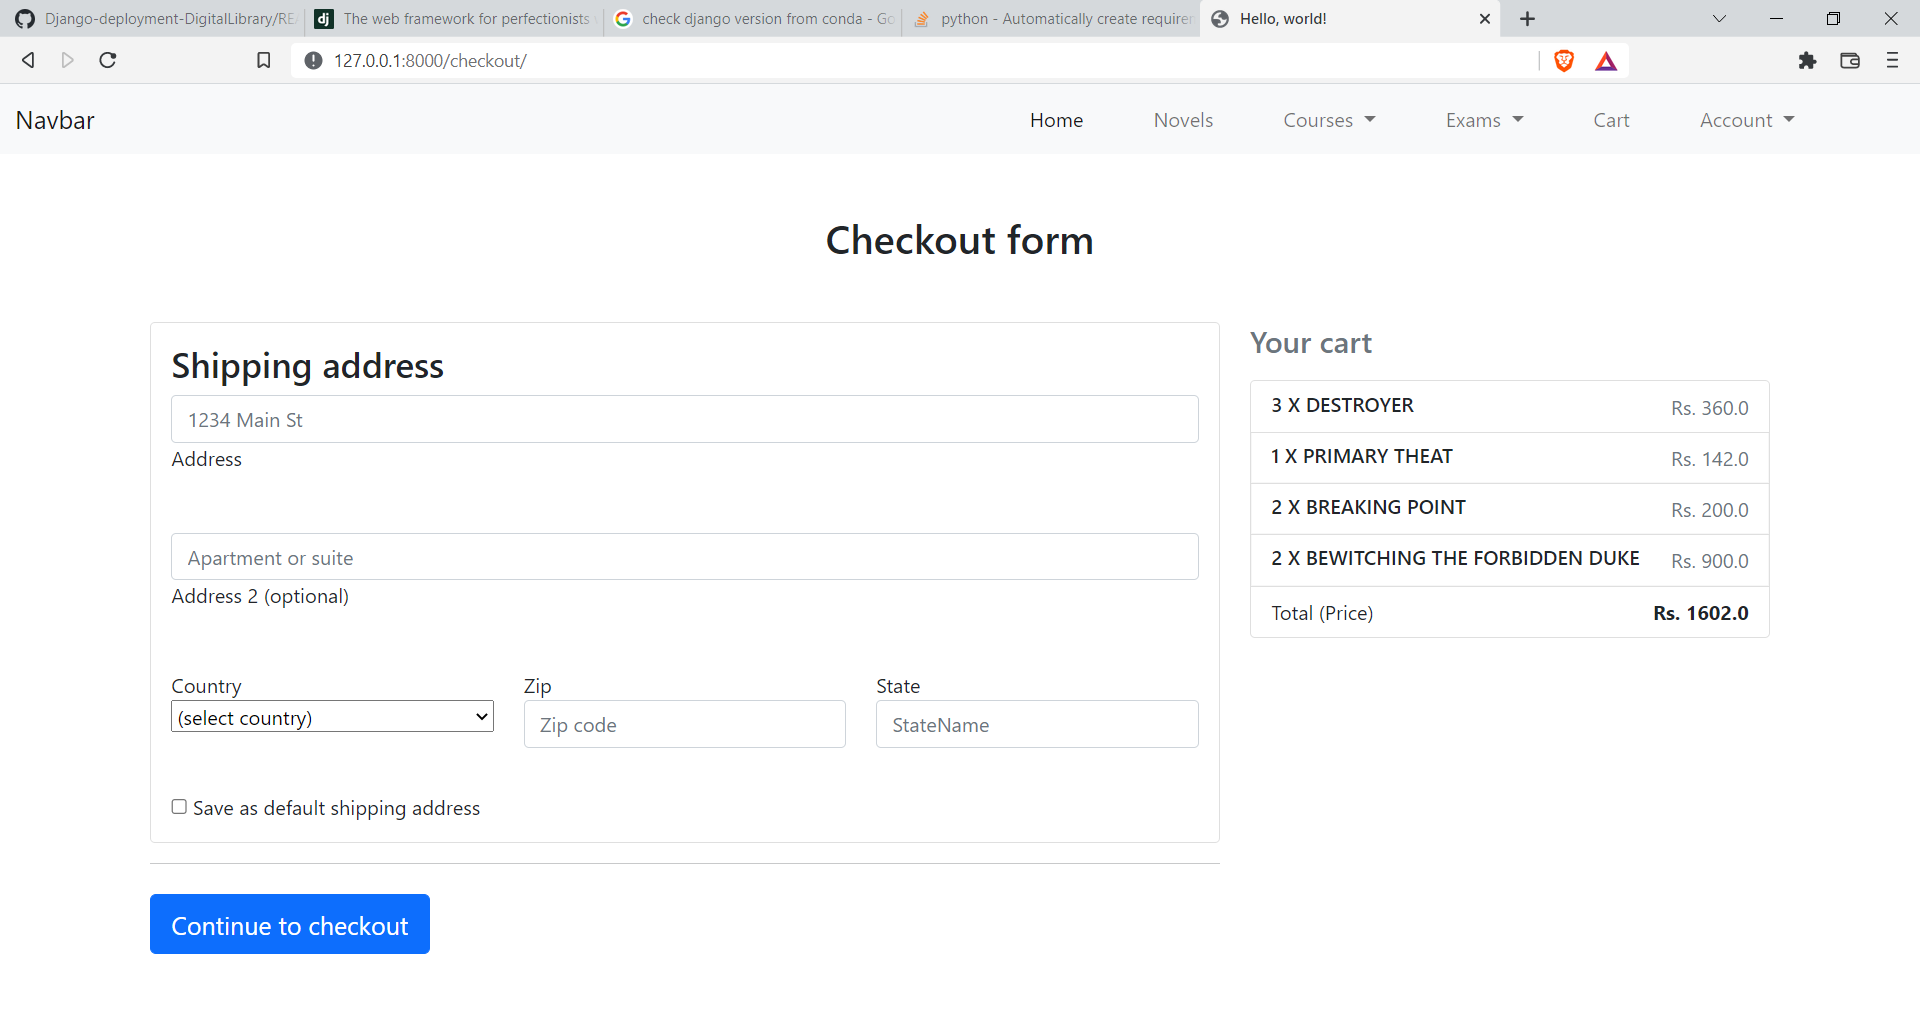 Django-deployment-DigitalLibrary/RE
The web framework for perfectionists
check django version from conda - Go
python - Automatically create requirem
Hello, world!
127.0.0.1:8000/checkout/
Navbar
Home
Novels
Courses
Exams
Cart
Account
Checkout form
Shipping address
1234 Main St
Address
Apartment or suite
Address 2 (optional)
Country
Zip
State
(select country)
Zip code
StateName
Save as default shipping address
Continue to checkout
Your cart
3 X DESTROYER Rs. 360.0
1 X PRIMARY THEAT Rs. 142.0
2 X BREAKING POINT Rs. 200.0
2 X BEWITCHING THE FORBIDDEN DUKE Rs. 900.0
Total (Price) Rs. 1602.0